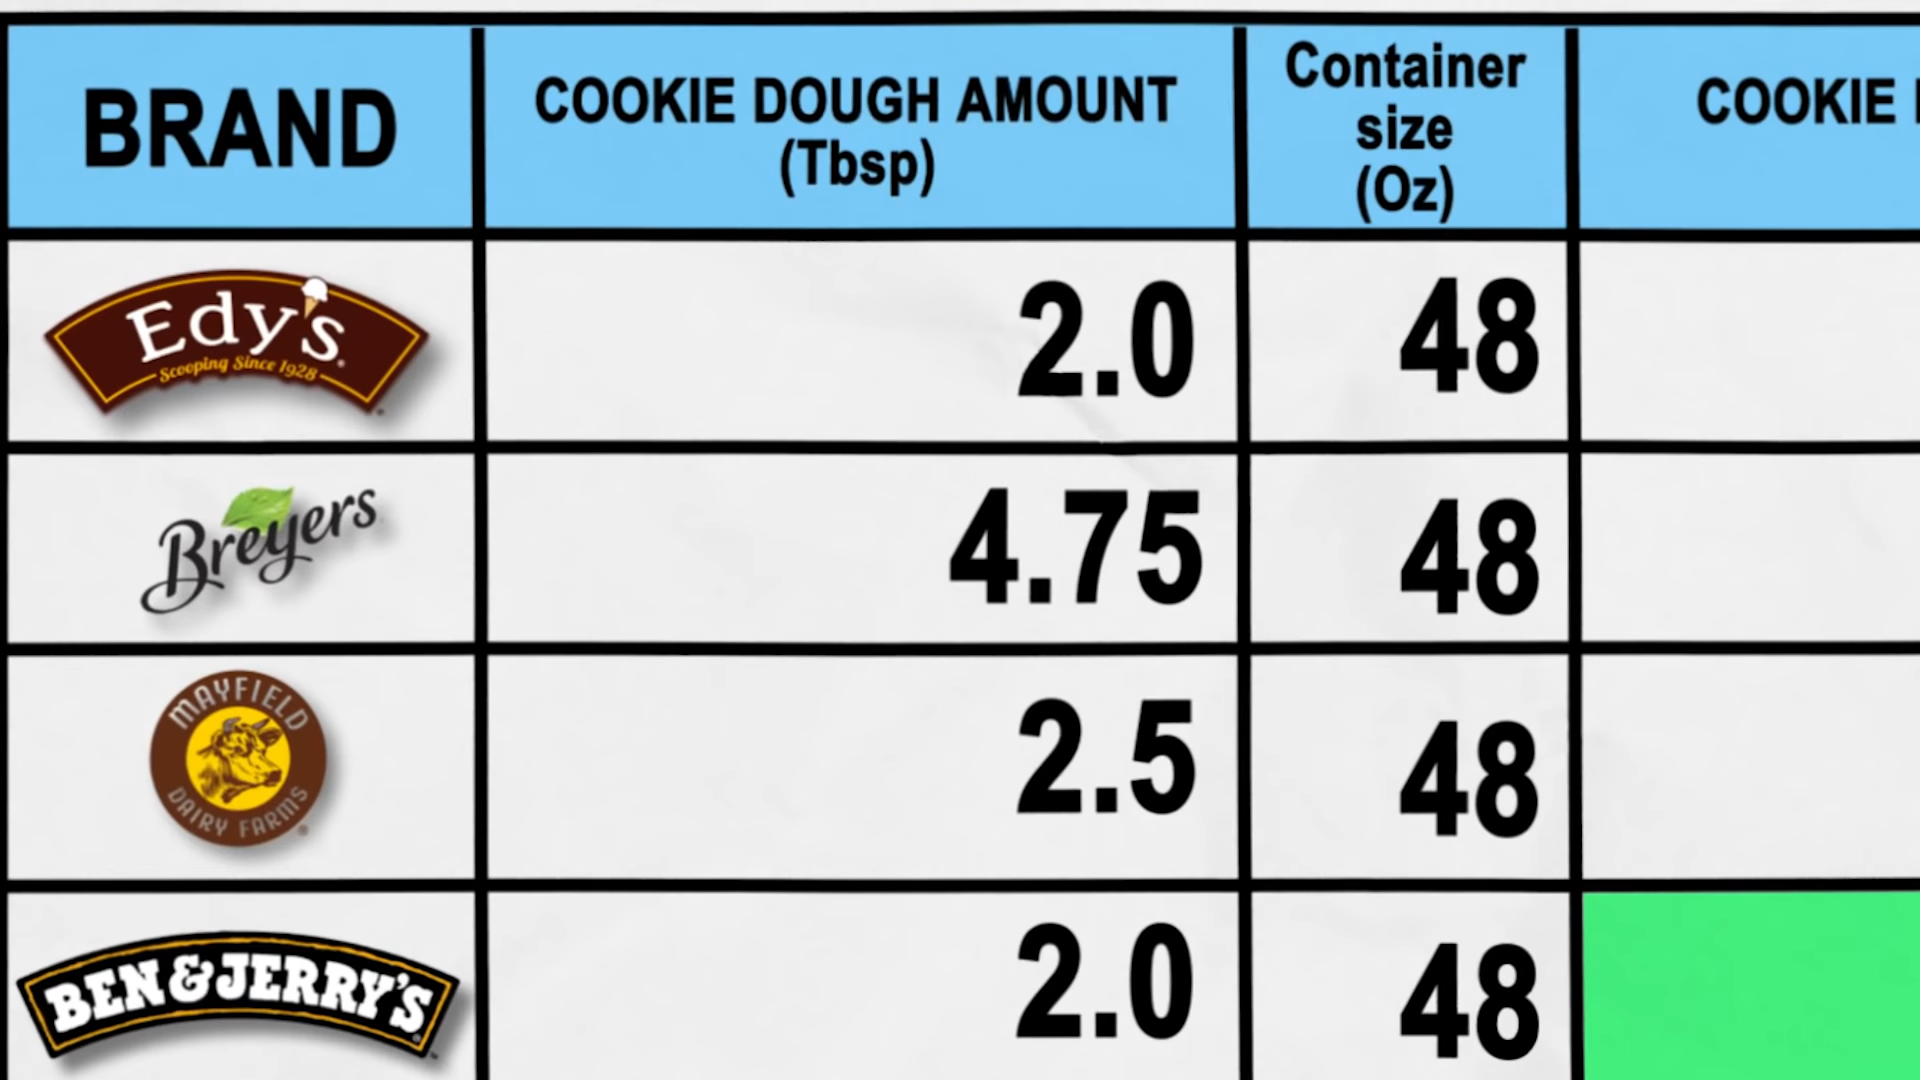 BRAND
COOKIE DOUGH AMOUNT
(Tbsp)
Container
size
(Oz)
COOKIE
Edy's
Scooping Since 1928
2.0
48
Breyers
4.75
48
MAYFIELD
DAIRY FARMS
2.5
48
BEN & JERRY'S
2.0
48